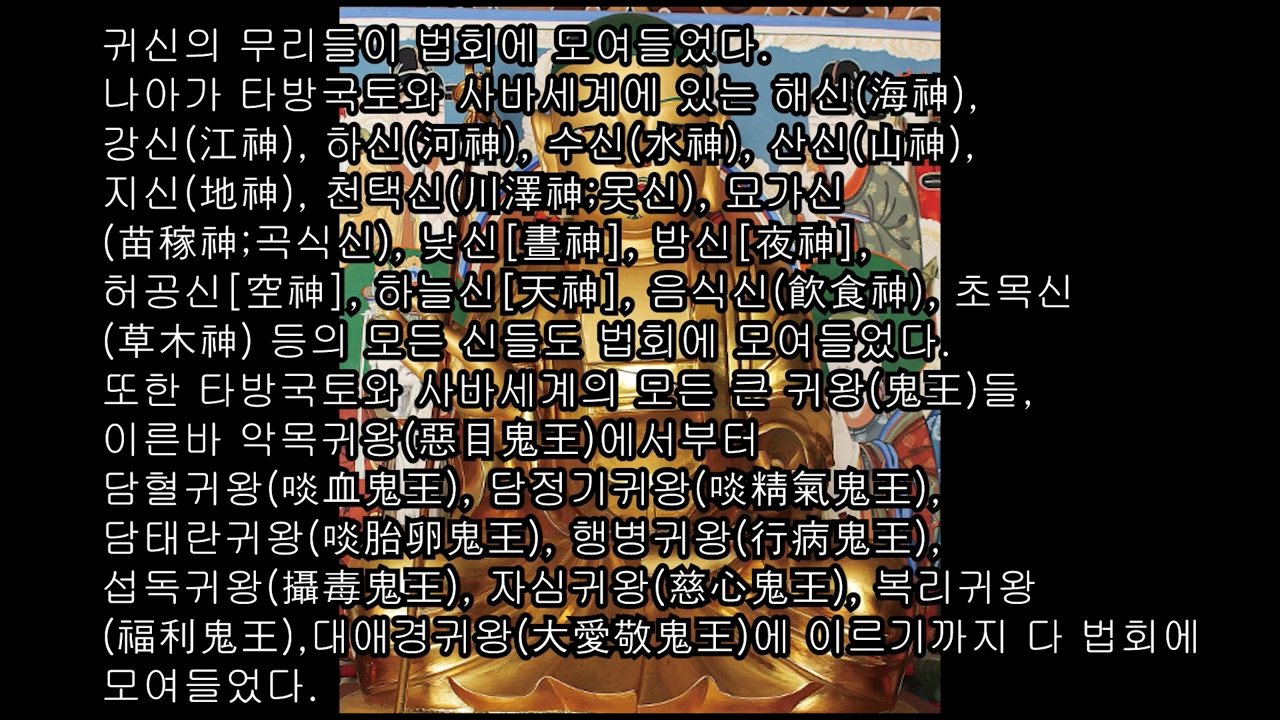 귀신의 무리들이 법회에 모여들었다.
나아가 타방국토와 사바세계에 있는 해신(海神),
강신(江神), 하신(河神), 수신(水神), 산신(山神),
지신(地神), 천택신(川澤神;못신), 묘가신
(苗稼神;곡식신), 낮신[晝神], 밤신[夜神],
허공신[空神], 하늘신[天神], 음식신(飮食神), 초목신
(草木神) 등의 모든 신들도 법회에 모여들었다.
또한 타방국토와 사바세계의 모든 큰 귀왕(鬼王)들,
이른바 악목귀왕(惡目鬼王)에서부터
담혈귀왕(啖血鬼王), 담정기귀왕(啖精氣鬼王),
담태란귀왕(啖胎卵鬼王), 행병귀왕(行病鬼王),
섭독귀왕(攝毒鬼王), 자심귀왕(慈心鬼王), 복리귀왕
(福利鬼王),대애경귀왕(大愛敬鬼王)에 이르기까지 다 법회에
모여들었다.